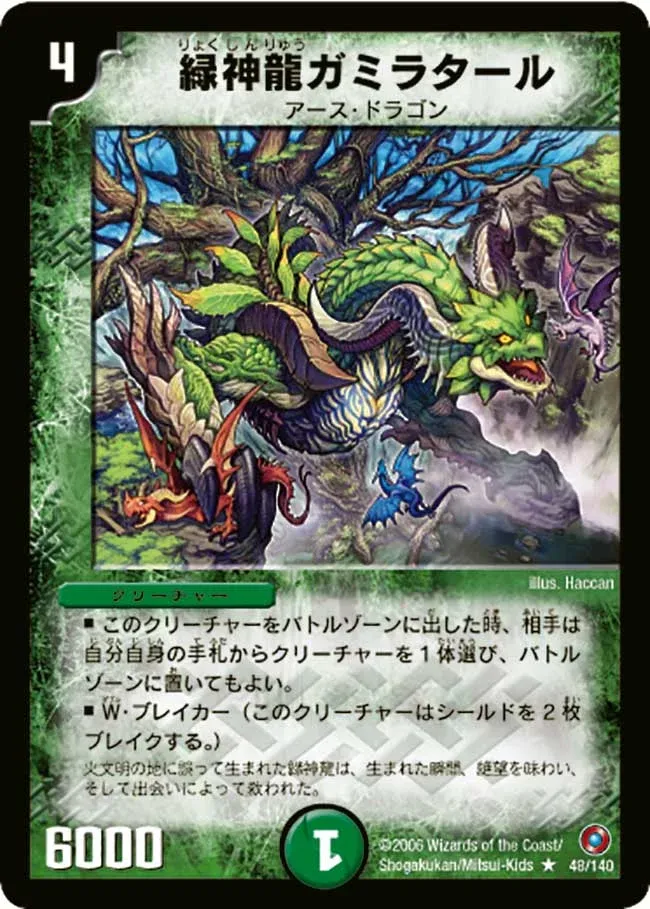 4
りょくしんりゅう
緑神龍ガミラタール
アース・ドラゴン
illus. Haccan
クリーチャー
■ このクリーチャーをバトルゾーンに出した時、相手は
自分自身の手札からクリーチャーを1体選び、バトル
ゾーンに置いてもよい。
■ W・ブレイカー（このクリーチャーはシールドを2枚
ブレイクする。）
火文明の地に誤って生まれた緑神龍は、生まれた瞬間、絶望を味わい、
そして出会いによって救われた。
6000
1
©2006 Wizards of the Coast/
Shogakukan/Mitsui-Kids ★ 48/140